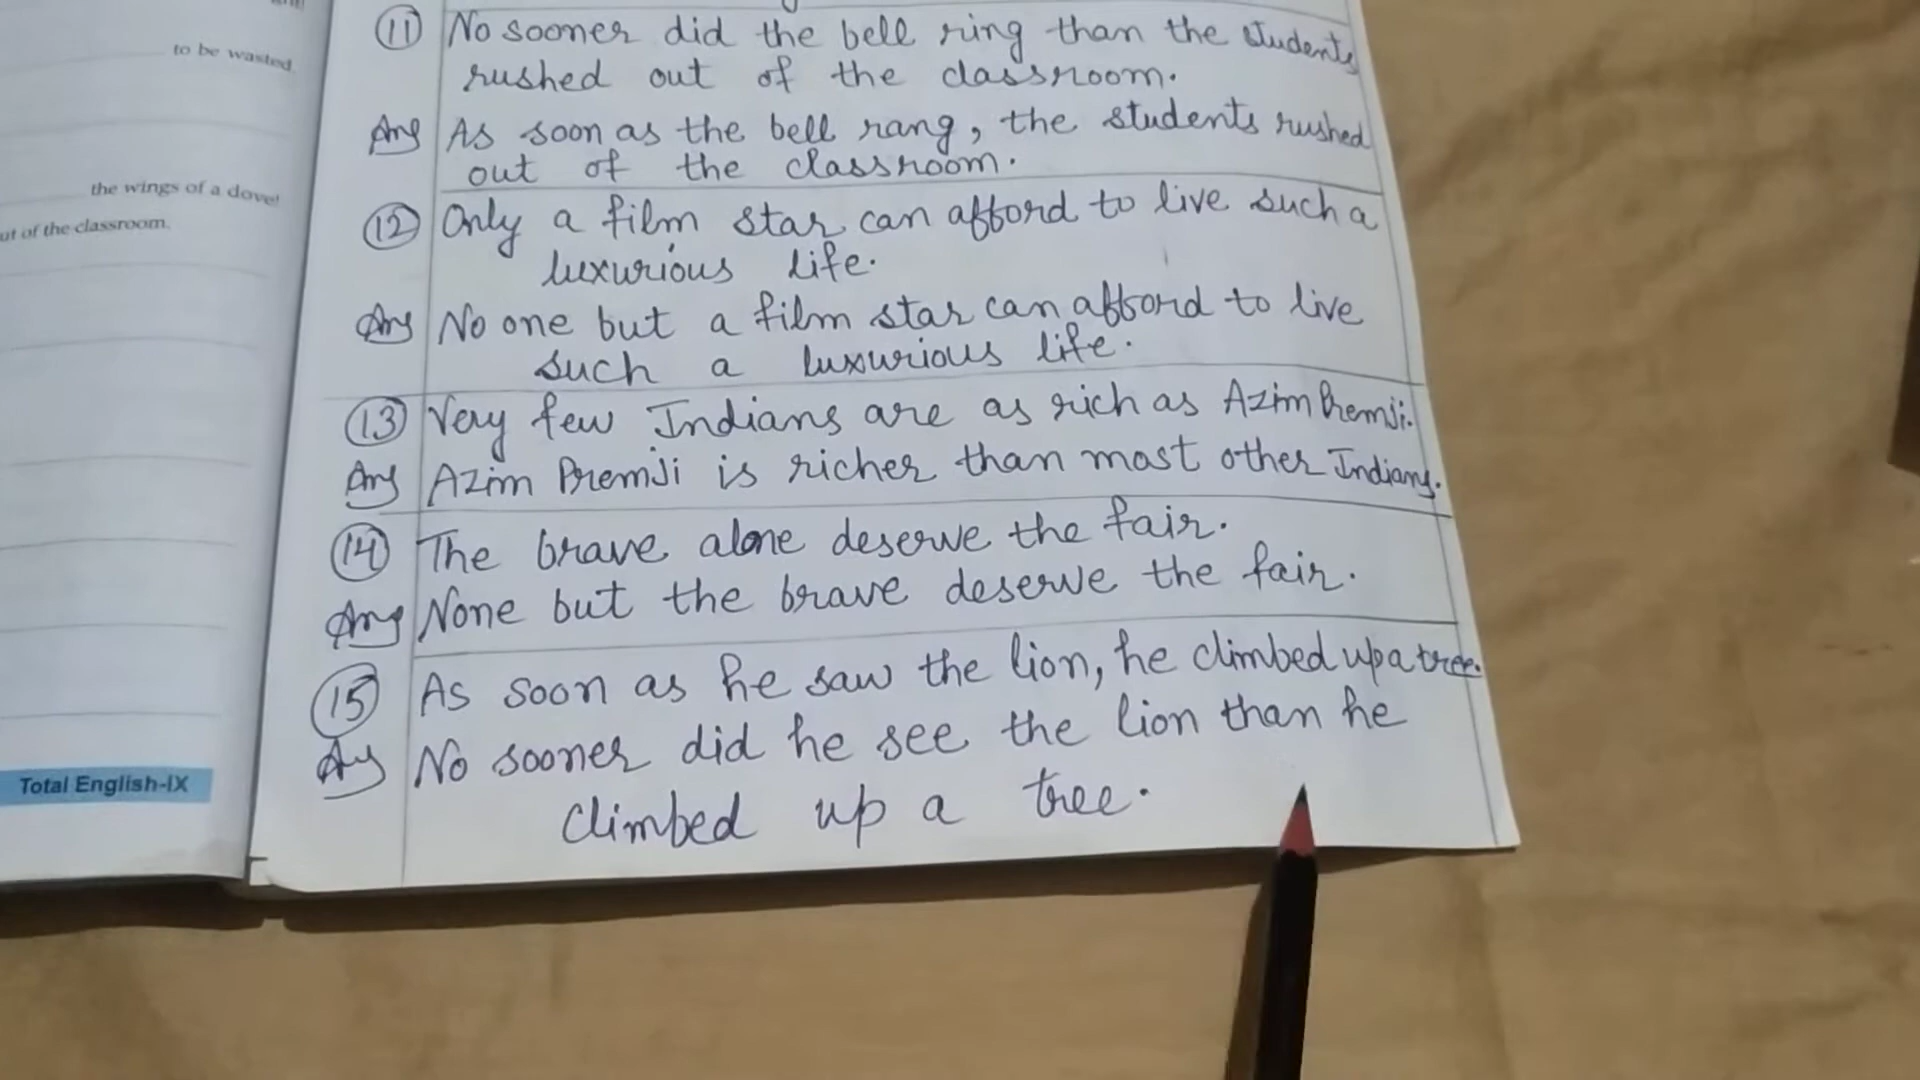 to be wasted.
the wings of a dove!
ut of the classroom.
Total English-IX
11 No sooner did the bell ring than the students
rushed out of the classroom.
Ans As soon as the bell rang, the students rushed
out of the classroom.
12 Only a film star can afford to live such a
luxurious life.
Ans No one but a film star can afford to live
such a luxurious life.
13 Very few Indians are as rich as Azim Premji.
Ans Azim Premji is richer than most other Indians.
14 The brave alone deserve the fair.
Ans None but the brave deserve the fair.
15 As soon as he saw the lion, he climbed up a tree.
Ans No sooner did he see the lion than he
climbed up a tree.